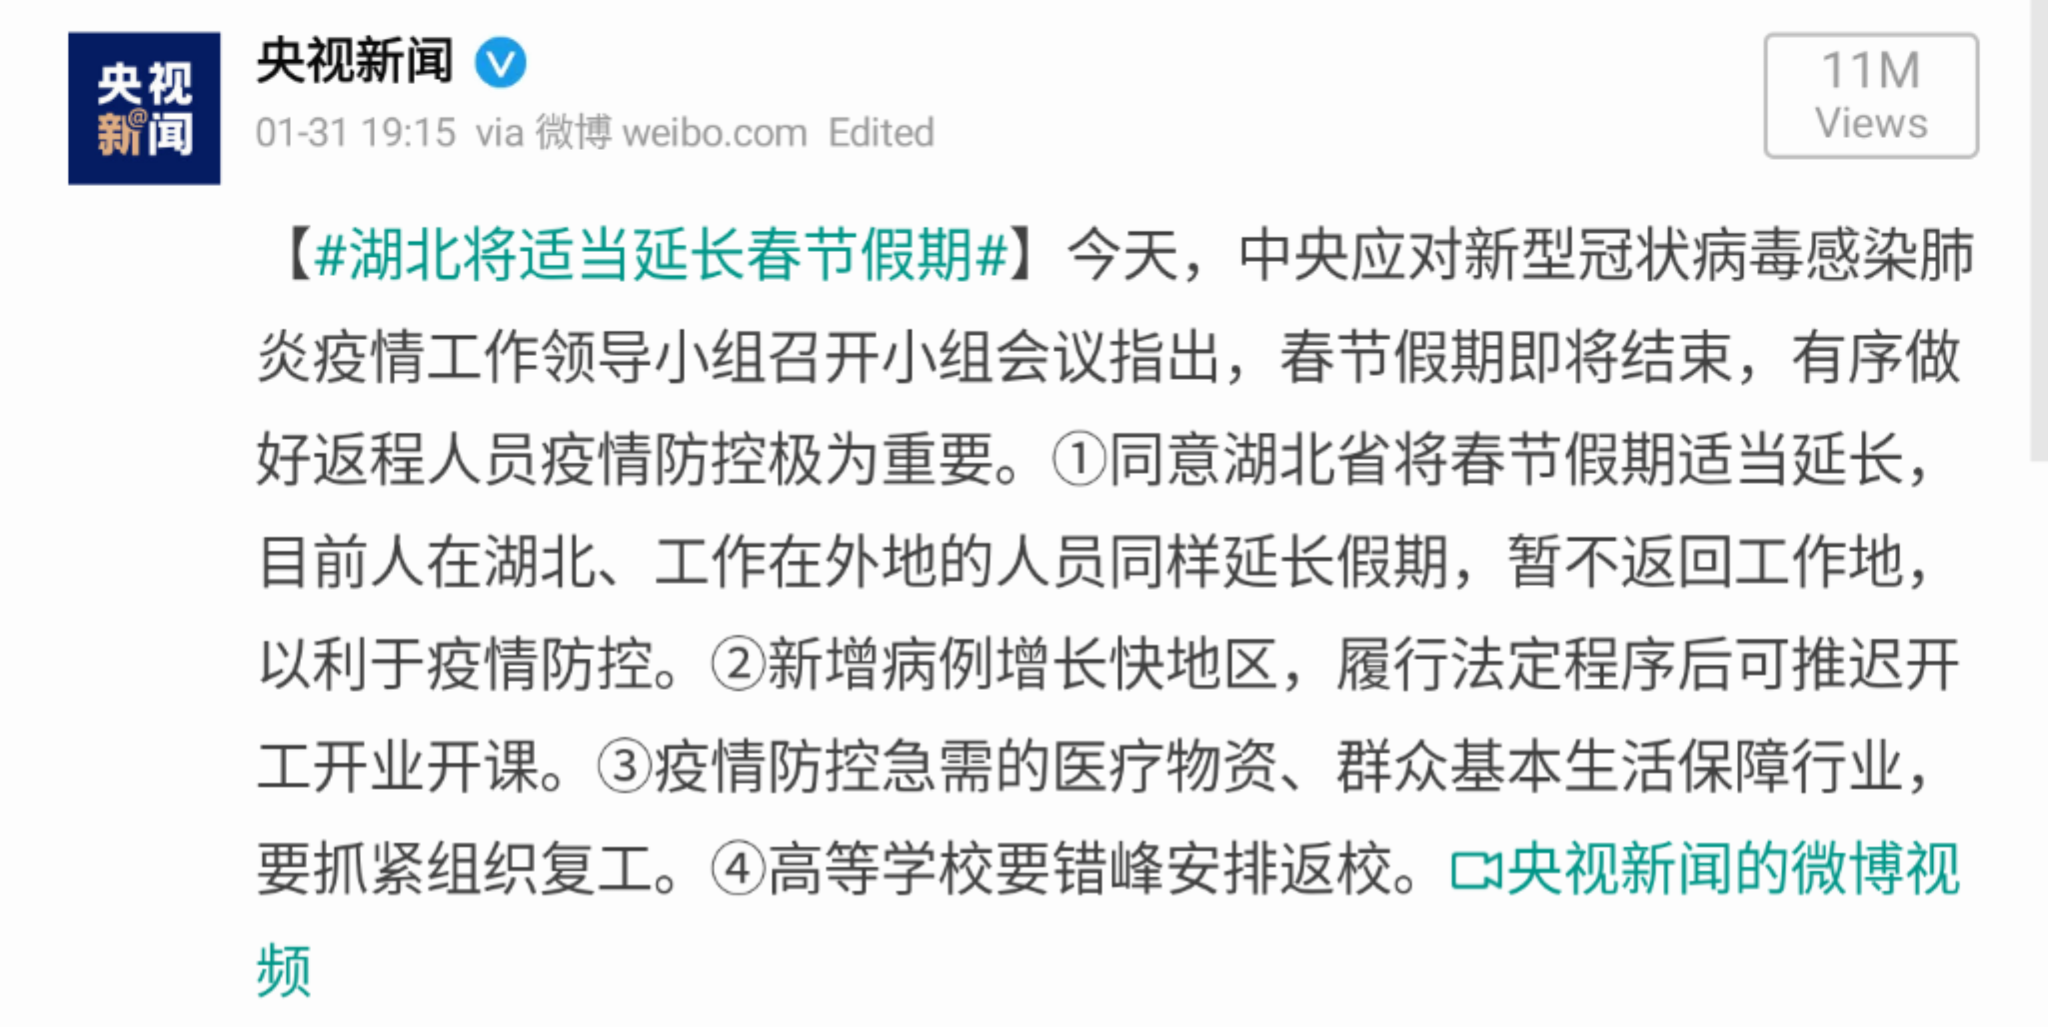 央视
新@闻
央视新闻
01-31 19:15 via 微博 weibo.com Edited
11M
Views
【#湖北将适当延长春节假期#】今天，中央应对新型冠状病毒感染肺
炎疫情工作领导小组召开小组会议指出，春节假期即将结束，有序做
好返程人员疫情防控极为重要。①同意湖北省将春节假期适当延长，
目前人在湖北、工作在外地的人员同样延长假期，暂不返回工作地，
以利于疫情防控。②新增病例增长快地区，履行法定程序后可推迟开
工开业开课。③疫情防控急需的医疗物资、群众基本生活保障行业，
要抓紧组织复工。④高等学校要错峰安排返校。央视新闻的微博视
频